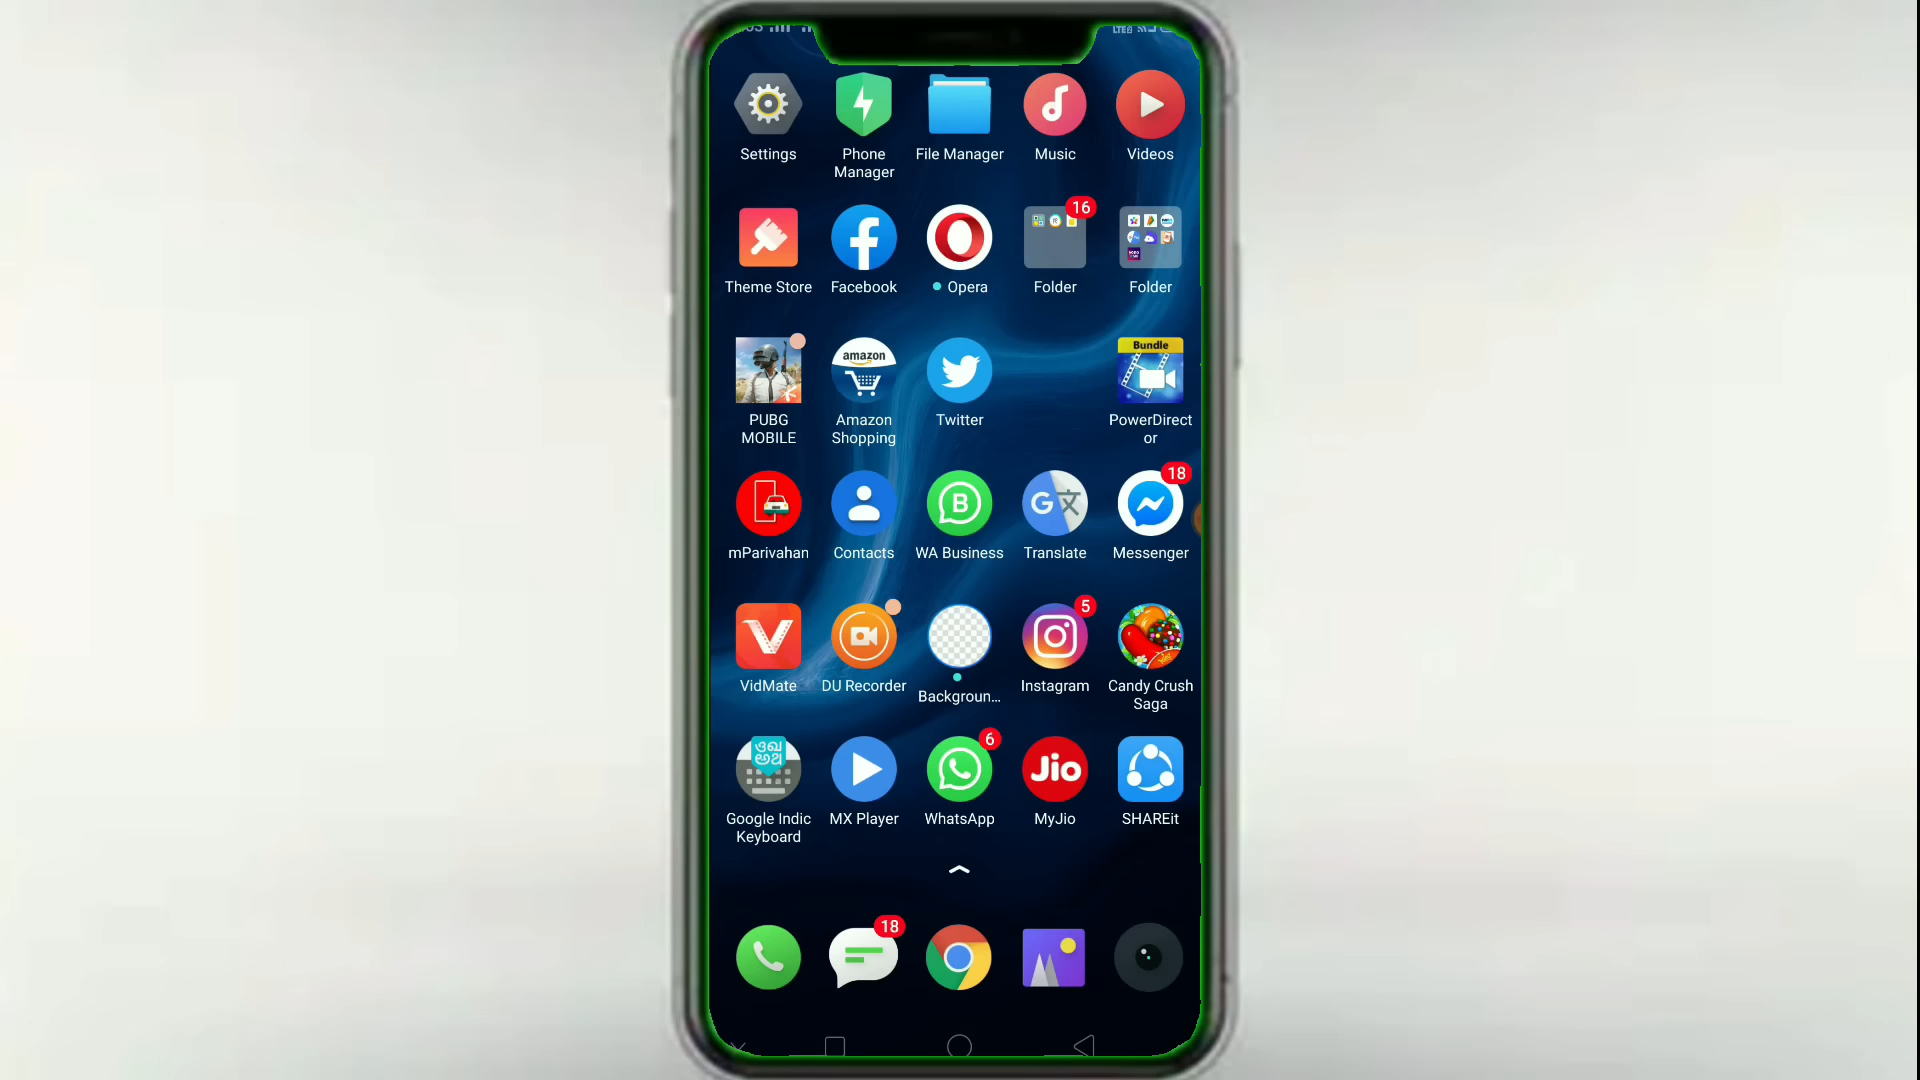 Settings
Phone
Manager
File Manager
Music
Videos
16
Theme Store
Facebook
Opera
Folder
Folder
Bundle
amazon
PUBG
MOBILE
Amazon
Shopping
Twitter
PowerDirect
or
18
B
G文
mParivahan
Contacts
WA Business
Translate
Messenger
5
VidMate
DU Recorder
Backgroun...
Instagram
Candy Crush
Saga
6
Jio
Google Indic
Keyboard
MX Player
WhatsApp
MyJio
SHAREit
18